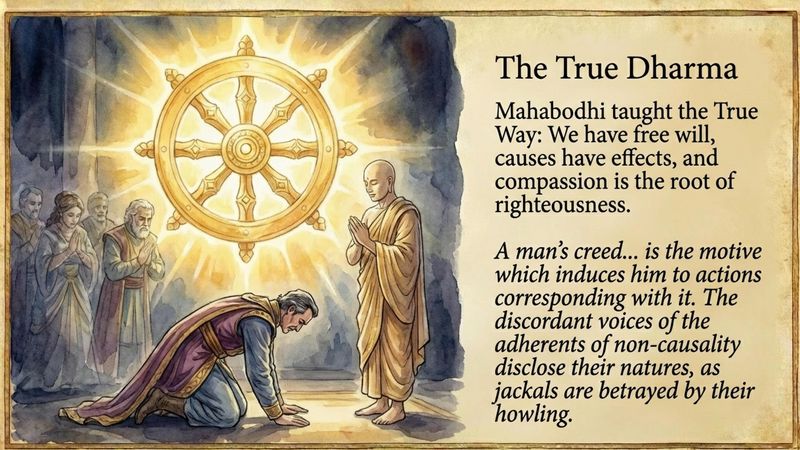 The True Dharma
Mahabodhi taught the True
Way: We have free will,
causes have effects, and
compassion is the root of
righteousness.
A man's creed... is the motive
which induces him to actions
corresponding with it. The
discordant voices of the
adherents of non-causality
disclose their natures, as
jackals are betrayed by their
howling.